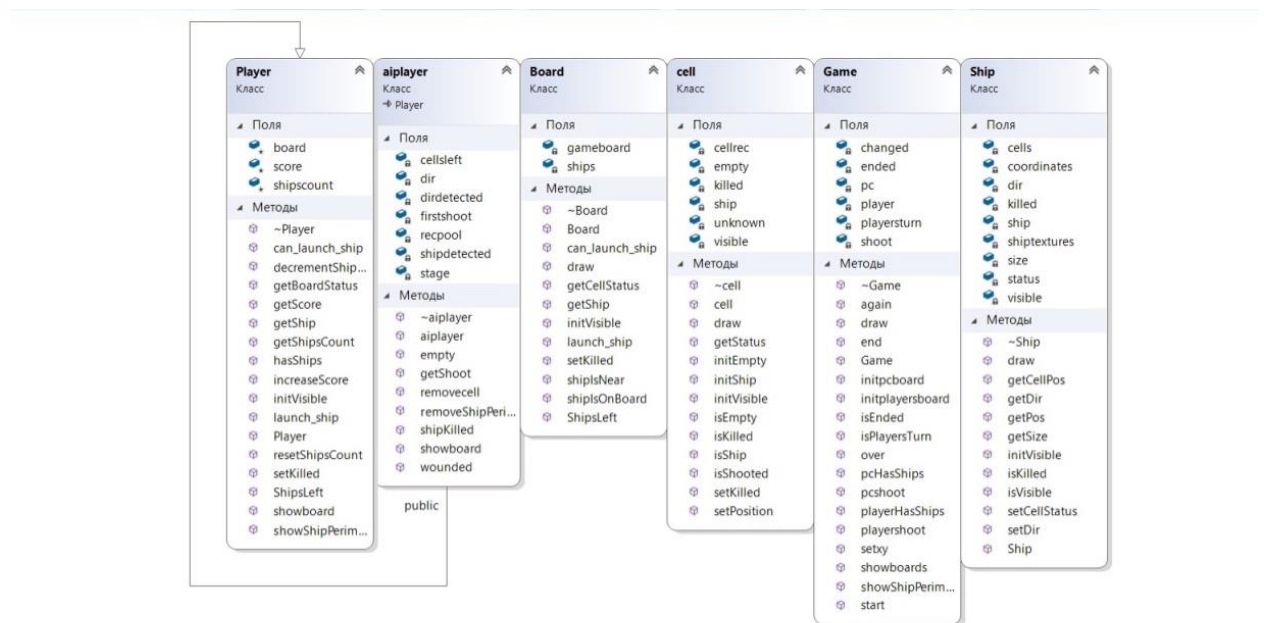 Player
Класс
Поля
board
score
shipscount
Методы
~Player
can_launch_ship
decrementShip...
getBoardStatus
getScore
getShip
getShipsCount
hasShips
increaseScore
initVisible
launch_ship
Player
resetShipsCount
setKilled
ShipsLeft
showboard
showShipPerim...
aiplayer
Класс
Player
Поля
cellsleft
dir
dirdetected
firstshoot
recpool
shipdetected
stage
Методы
~aiplayer
aiplayer
empty
getShoot
removecell
removeShipPeri...
shipKilled
showboard
wounded
public
Board
Класс
Поля
gameboard
ships
Методы
~Board
Board
can_launch_ship
draw
getCellStatus
getShip
initVisible
launch_ship
setKilled
shipIsNear
shipIsOnBoard
ShipsLeft
cell
Класс
Поля
cellrec
empty
killed
ship
unknown
visible
Методы
~cell
cell
draw
getStatus
initEmpty
initShip
initVisible
isEmpty
isKilled
isShip
isShooted
setKilled
setPosition
Game
Класс
Поля
changed
ended
pc
player
playersturn
shoot
Методы
~Game
again
draw
end
Game
initpcboard
initplayersboard
isEnded
isPlayersTurn
over
pcHasShips
pcshoot
playerHasShips
playershoot
setxy
showboards
showShipPerim...
start
Ship
Класс
Поля
cells
coordinates
dir
killed
ship
shiptextures
size
status
visible
Методы
~Ship
draw
getCellPos
getDir
getPos
getSize
initVisible
isKilled
isVisible
setCellStatus
setDir
Ship